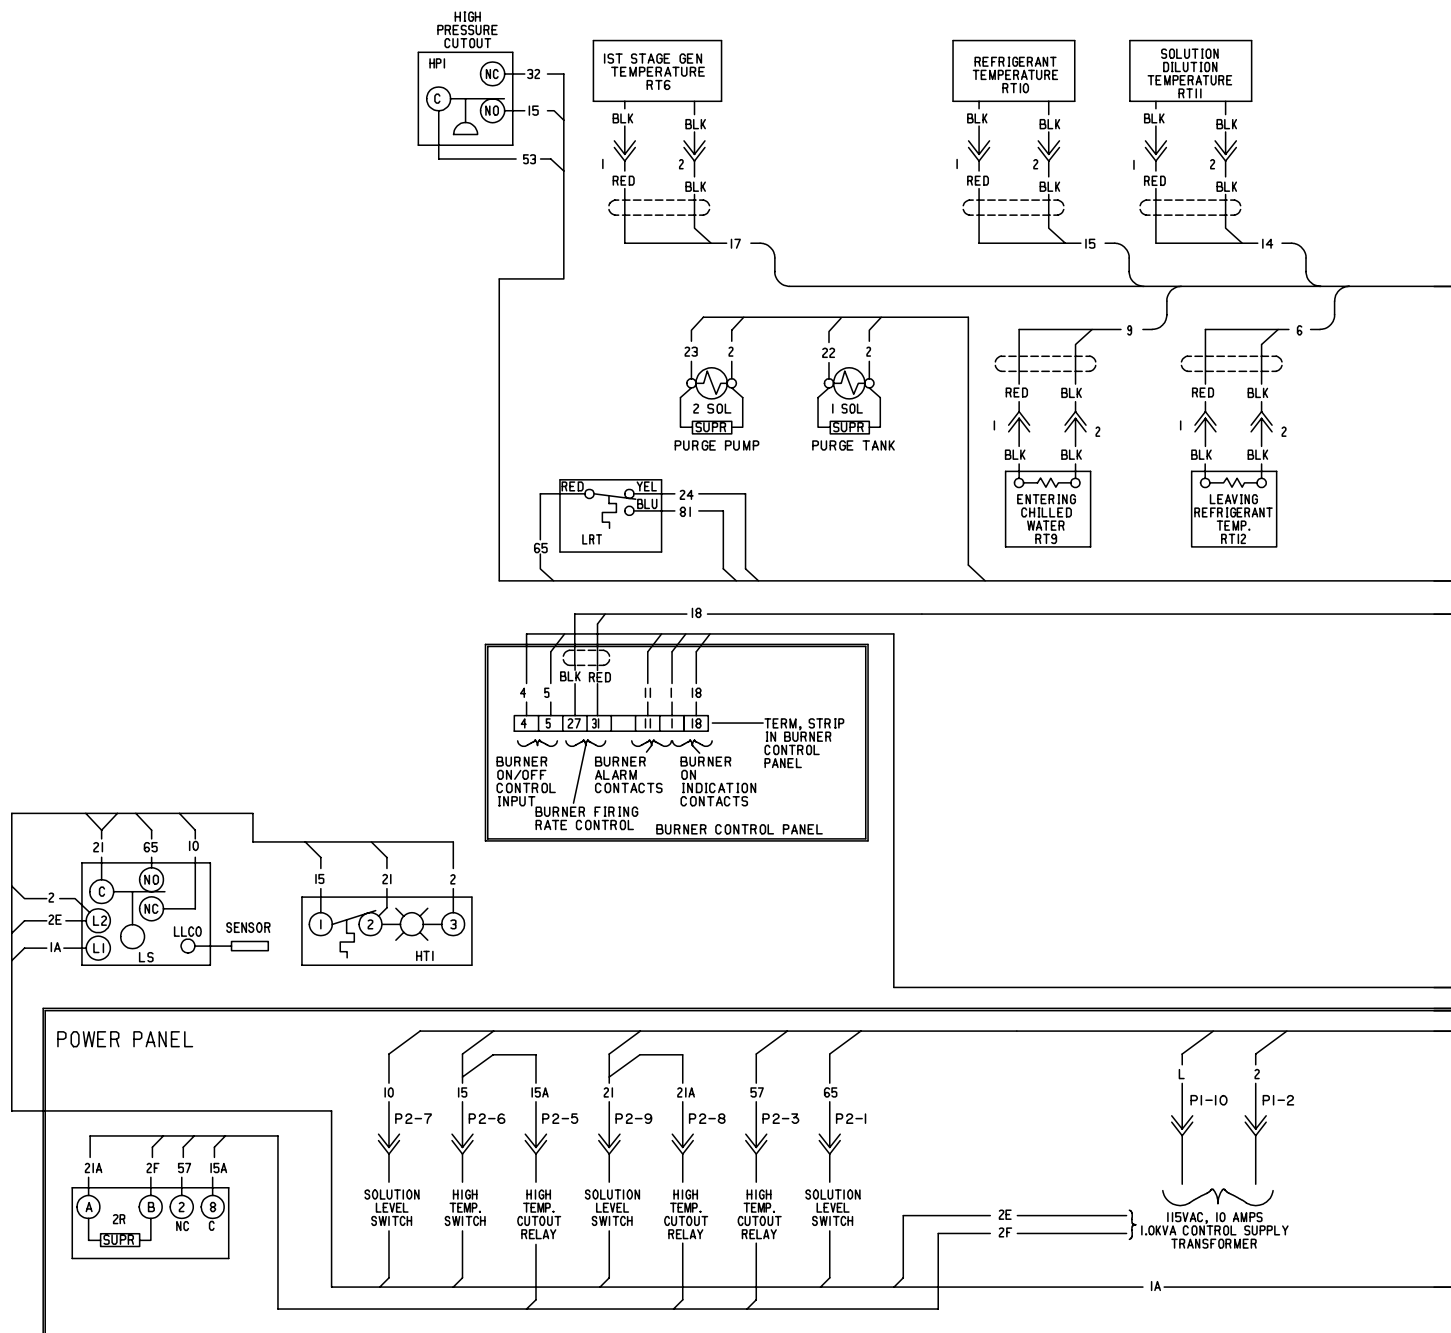 HIGH
PRESSURE
CUTOUT
HP1
NC
32
C
NO
15
53
1ST STAGE GEN
TEMPERATURE
RT6
BLK
BLK
1
2
RED
BLK
17
REFRIGERANT
TEMPERATURE
RT10
BLK
BLK
1
2
RED
BLK
15
SOLUTION
DILUTION
TEMPERATURE
RT11
BLK
BLK
1
2
RED
BLK
14
23
2
2 SOL
SUPR
PURGE PUMP
22
2
1 SOL
SUPR
PURGE TANK
9
RED
BLK
1
2
BLK
BLK
ENTERING
CHILLED
WATER
RT9
6
RED
BLK
1
2
BLK
BLK
LEAVING
REFRIGERANT
TEMP.
RT12
RED
YEL
24
BLU
81
LRT
65
18
BLK RED
4
5
11
1
18
4
5
27
31
11
1
18
TERM, STRIP
IN BURNER
CONTROL
PANEL
BURNER
ON/OFF
CONTROL
INPUT
BURNER FIRING
RATE CONTROL
BURNER
ALARM
CONTACTS
BURNER
ON
INDICATION
CONTACTS
BURNER CONTROL PANEL
21
65
10
C
NO
NC
2
2E
L2
1A
L1
LS
LLCO
SENSOR
15
21
2
1
2
3
HT1
POWER PANEL
10
P2-7
SOLUTION
LEVEL
SWITCH
15
P2-6
HIGH
TEMP.
SWITCH
15A
P2-5
HIGH
TEMP.
CUTOUT
RELAY
21
P2-9
SOLUTION
LEVEL
SWITCH
21A
P2-8
HIGH
TEMP.
CUTOUT
RELAY
57
P2-3
HIGH
TEMP.
CUTOUT
RELAY
65
P2-1
SOLUTION
LEVEL
SWITCH
L
P1-10
2
P1-2
115VAC, 10 AMPS
1.0KVA CONTROL SUPPLY
TRANSFORMER
2E
2F
1A
21A
2F
57
15A
A
B
2
8
2R
NC
C
SUPR